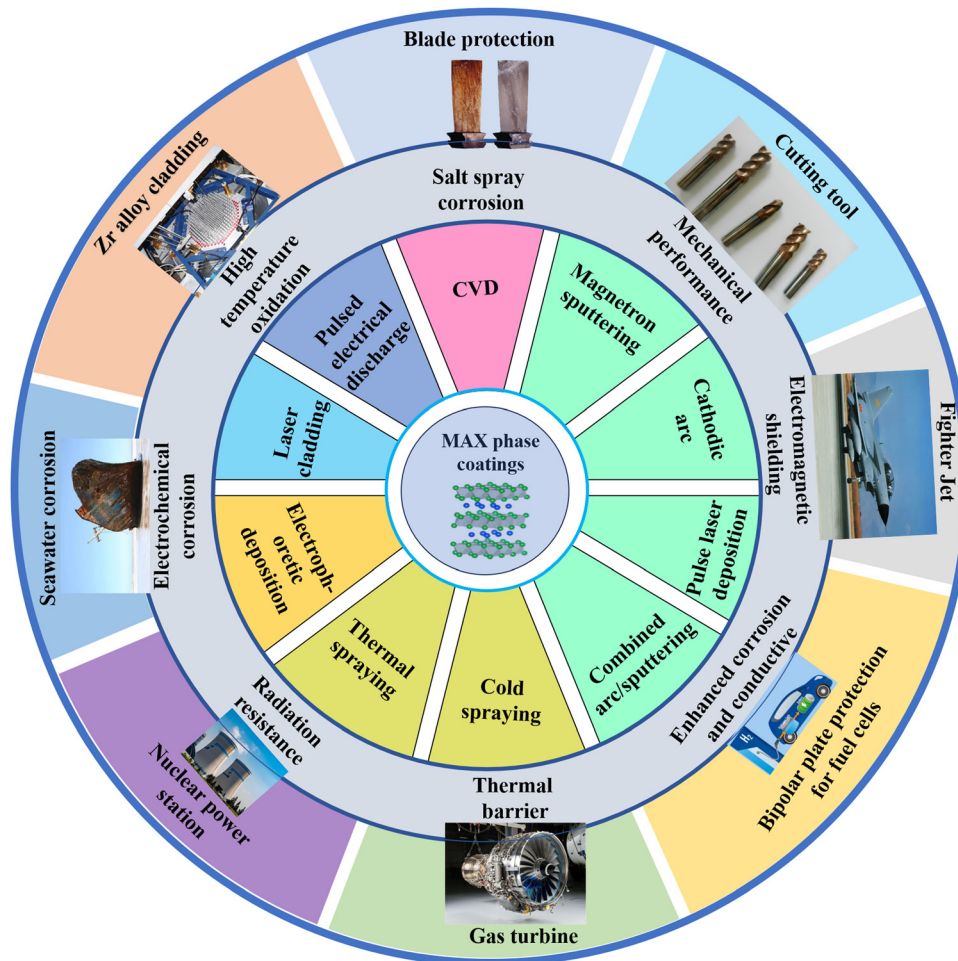 Blade protection
Cutting tool
Fighter Jet
Bipolar plate protection
for fuel cells
Gas turbine
Nuclear power
station
Seawater corrosion
Zr alloy cladding
Salt spray
corrosion
Mechanical
performance
Electromagnetic
shielding
Enhanced corrosion
and conductive
Thermal
barrier
Radiation
resistance
Electrochemical
corrosion
High
temperature
oxidation
CVD
Magnetron
sputtering
Cathodic
arc
Pulse laser
deposition
Combined
arc/sputtering
Cold
spraying
Thermal
spraying
Electroph-
oretic
deposition
Laser
cladding
Pulsed
electrical
discharge
MAX phase
coatings
H2